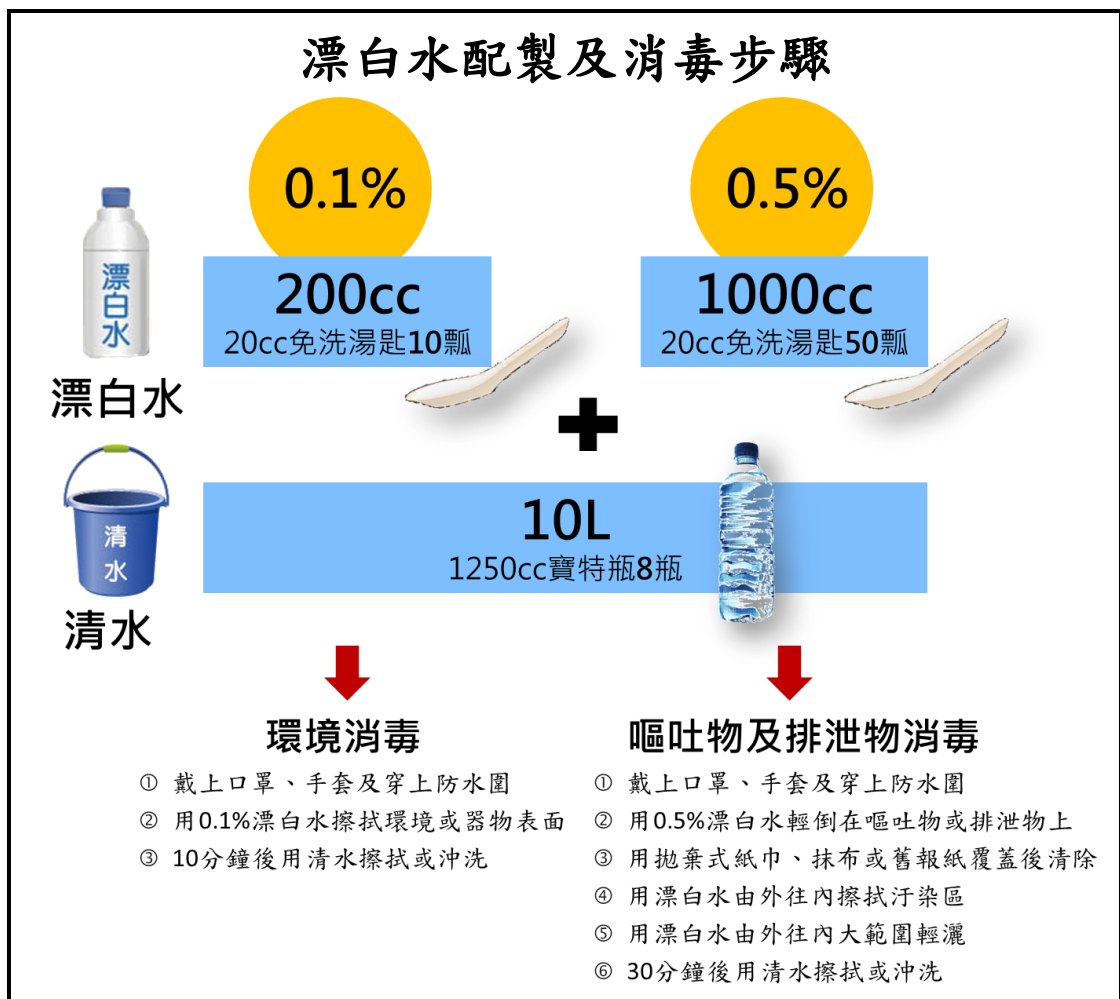 漂白水配製及消毒步驟
0.1%
0.5%
漂白水
200cc
20cc免洗湯匙10瓢
1000cc
20cc免洗湯匙50瓢
漂白水
+
清水
10L
1250cc寶特瓶8瓶
清水
環境消毒
① 戴上口罩、手套及穿上防水圍
② 用0.1%漂白水擦拭環境或器物表面
③ 10分鐘後用清水擦拭或沖洗
嘔吐物及排泄物消毒
① 戴上口罩、手套及穿上防水圍
② 用0.5%漂白水輕倒在嘔吐物或排泄物上
③ 用拋棄式紙巾、抹布或舊報紙覆蓋後清除
④ 用漂白水由外往內擦拭汙染區
⑤ 用漂白水由外往內大範圍輕灑
⑥ 30分鐘後用清水擦拭或沖洗